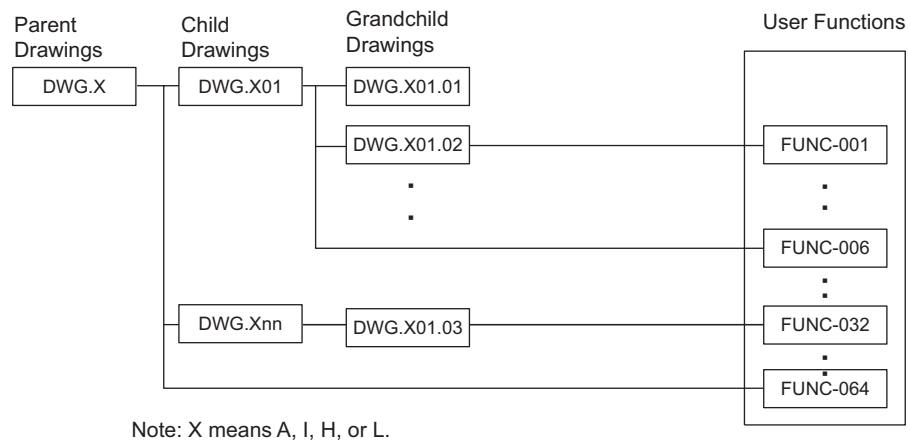 Parent
Drawings
Child
Drawings
Grandchild
Drawings
User Functions
DWG.X
DWG.X01
DWG.X01.01
DWG.X01.02
FUNC-001
FUNC-006
DWG.Xnn
DWG.X01.03
FUNC-032
FUNC-064
Note: X means A, I, H, or L.